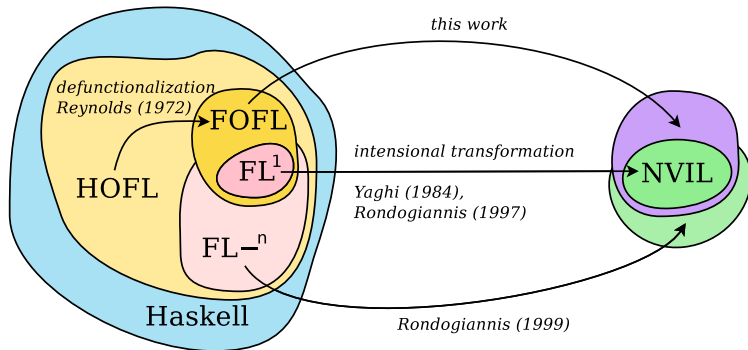 this work
defunctionalization
Reynolds (1972)
FOFL
intensional transformation
FL¹
NVIL
HOFL
Yaghi (1984),
Rondogiannis (1997)
FL–ⁿ
Haskell
Rondogiannis (1999)